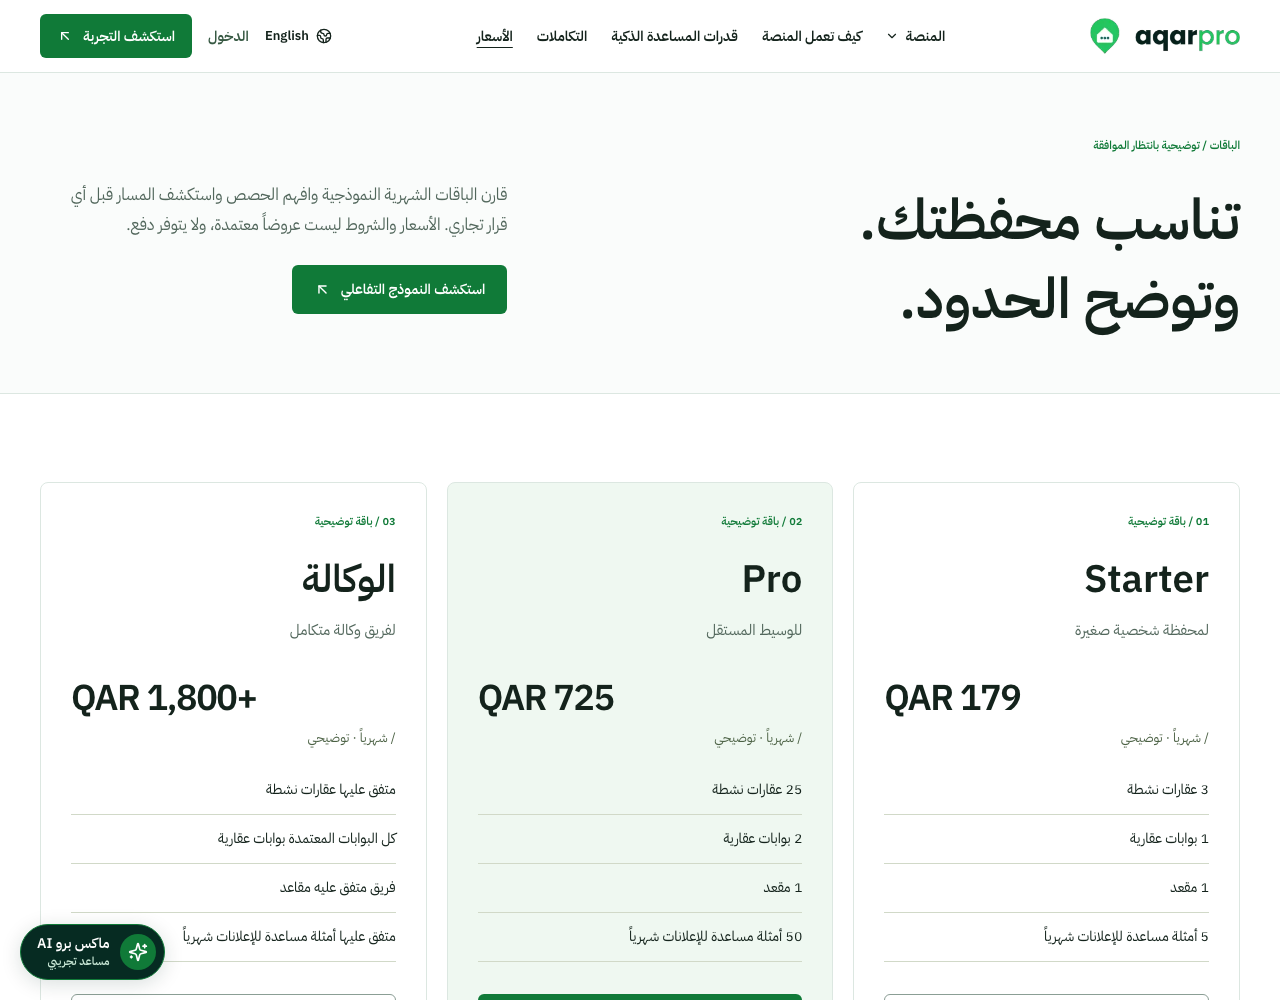 aqarpro
المنصة
كيف تعمل المنصة
قدرات المساعدة الذكية
التكاملات
الأسعار
English
الدخول
استكشف التجربة
الباقات / توضيحية بانتظار الموافقة
تناسب محفظتك.
وتوضح الحدود.
قارن الباقات الشهرية النموذجية وافهم الحصص واستكشف المسار قبل أي
قرار تجاري. الأسعار والشروط ليست عروضاً معتمدة، ولا يتوفر دفع.
استكشف النموذج التفاعلي
01 / باقة توضيحية
Starter
لمحفظة شخصية صغيرة
QAR 179
/ شهرياً · توضيحي
3 عقارات نشطة
1 بوابات عقارية
1 مقعد
5 أمثلة مساعدة للإعلانات شهرياً
02 / باقة توضيحية
Pro
للوسيط المستقل
QAR 725
/ شهرياً · توضيحي
25 عقارات نشطة
2 بوابات عقارية
1 مقعد
50 أمثلة مساعدة للإعلانات شهرياً
03 / باقة توضيحية
الوكالة
لفريق وكالة متكامل
QAR 1,800+
/ شهرياً · توضيحي
متفق عليها عقارات نشطة
كل البوابات المعتمدة بوابات عقارية
فريق متفق عليه مقاعد
متفق عليها أمثلة مساعدة للإعلانات شهرياً
ماكس برو AI
مساعد تجريبي